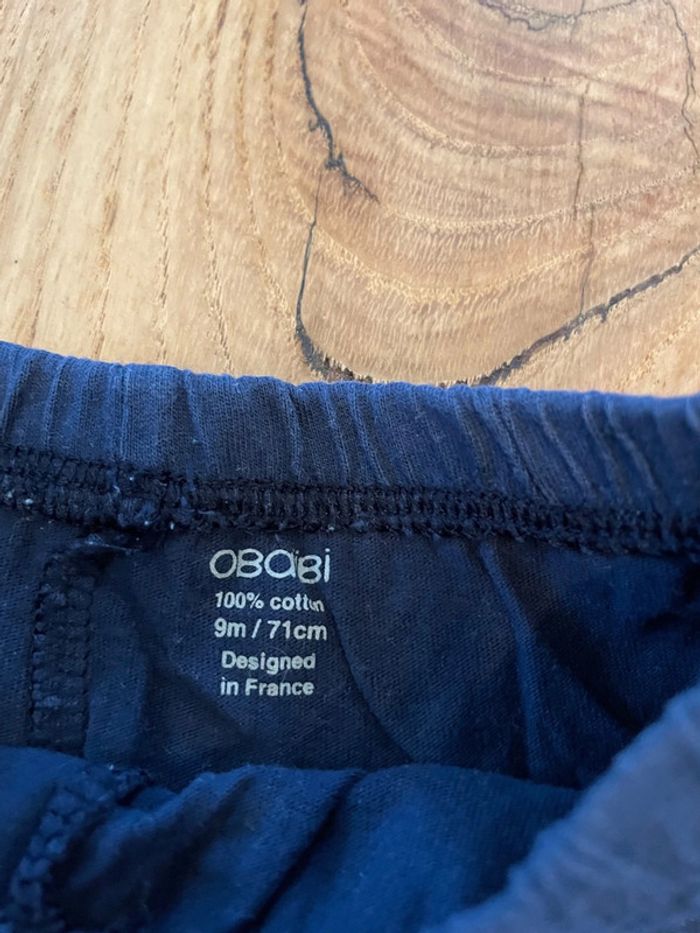 OBaïBi
100% cotton
9m / 71cm
Designed
in France